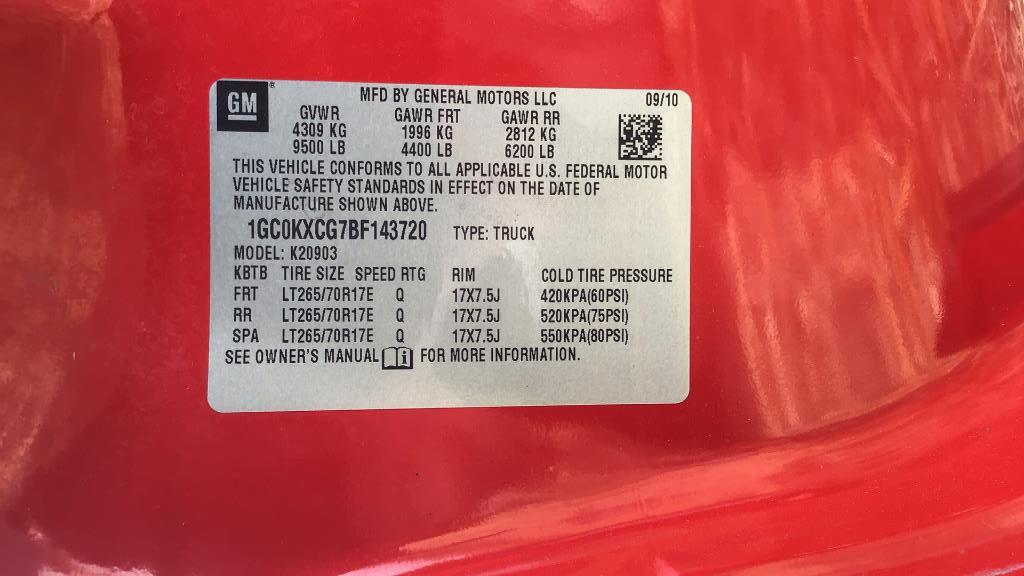 GM®
MFD BY GENERAL MOTORS LLC 09/10
GVWR GAWR FRT GAWR RR
4309 KG 1996 KG 2812 KG
9500 LB 4400 LB 6200 LB
THIS VEHICLE CONFORMS TO ALL APPLICABLE U.S. FEDERAL MOTOR
VEHICLE SAFETY STANDARDS IN EFFECT ON THE DATE OF
MANUFACTURE SHOWN ABOVE.
1GC0KXCG7BF143720 TYPE: TRUCK
MODEL: K20903
KBTB TIRE SIZE SPEED RTG RIM COLD TIRE PRESSURE
FRT LT265/70R17E Q 17X7.5J 420KPA(60PSI)
RR LT265/70R17E Q 17X7.5J 520KPA(75PSI)
SPA LT265/70R17E Q 17X7.5J 550KPA(80PSI)
SEE OWNER'S MANUAL FOR MORE INFORMATION.